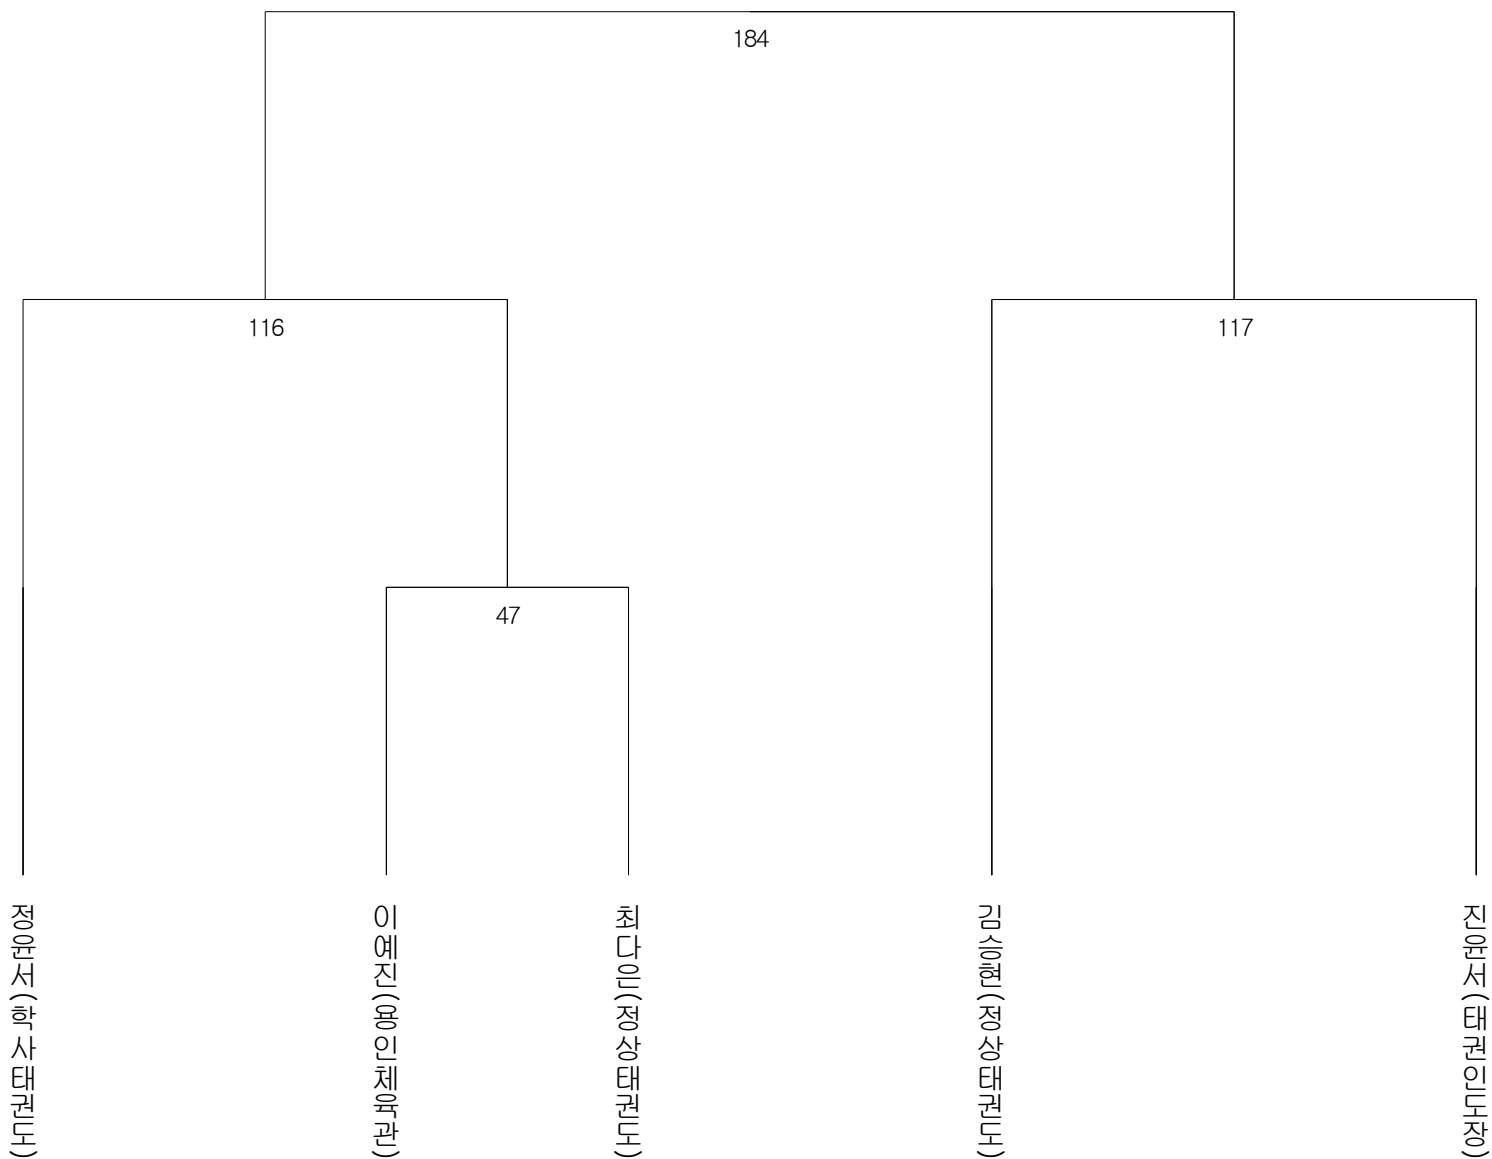 184
116
117
47
정윤서(학사태권도)
이예진(용인체육관)
최다은(정상태권도)
김승현(정상태권도)
진윤서(태권인도장)